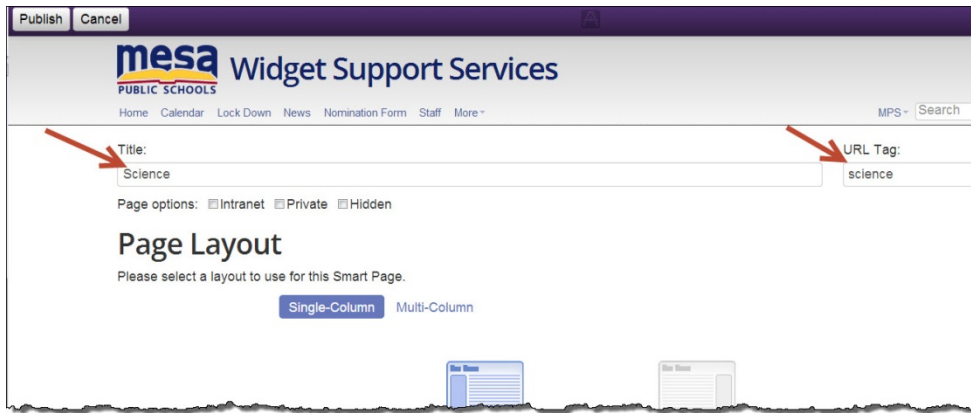 Publish Cancel
mesa
PUBLIC SCHOOLS
Widget Support Services
Home Calendar Lock Down News Nomination Form Staff More
MPS Search
Title: URL Tag:
Science science
Page options: Intranet Private Hidden
Page Layout
Please select a layout to use for this Smart Page.
Single-Column Multi-Column